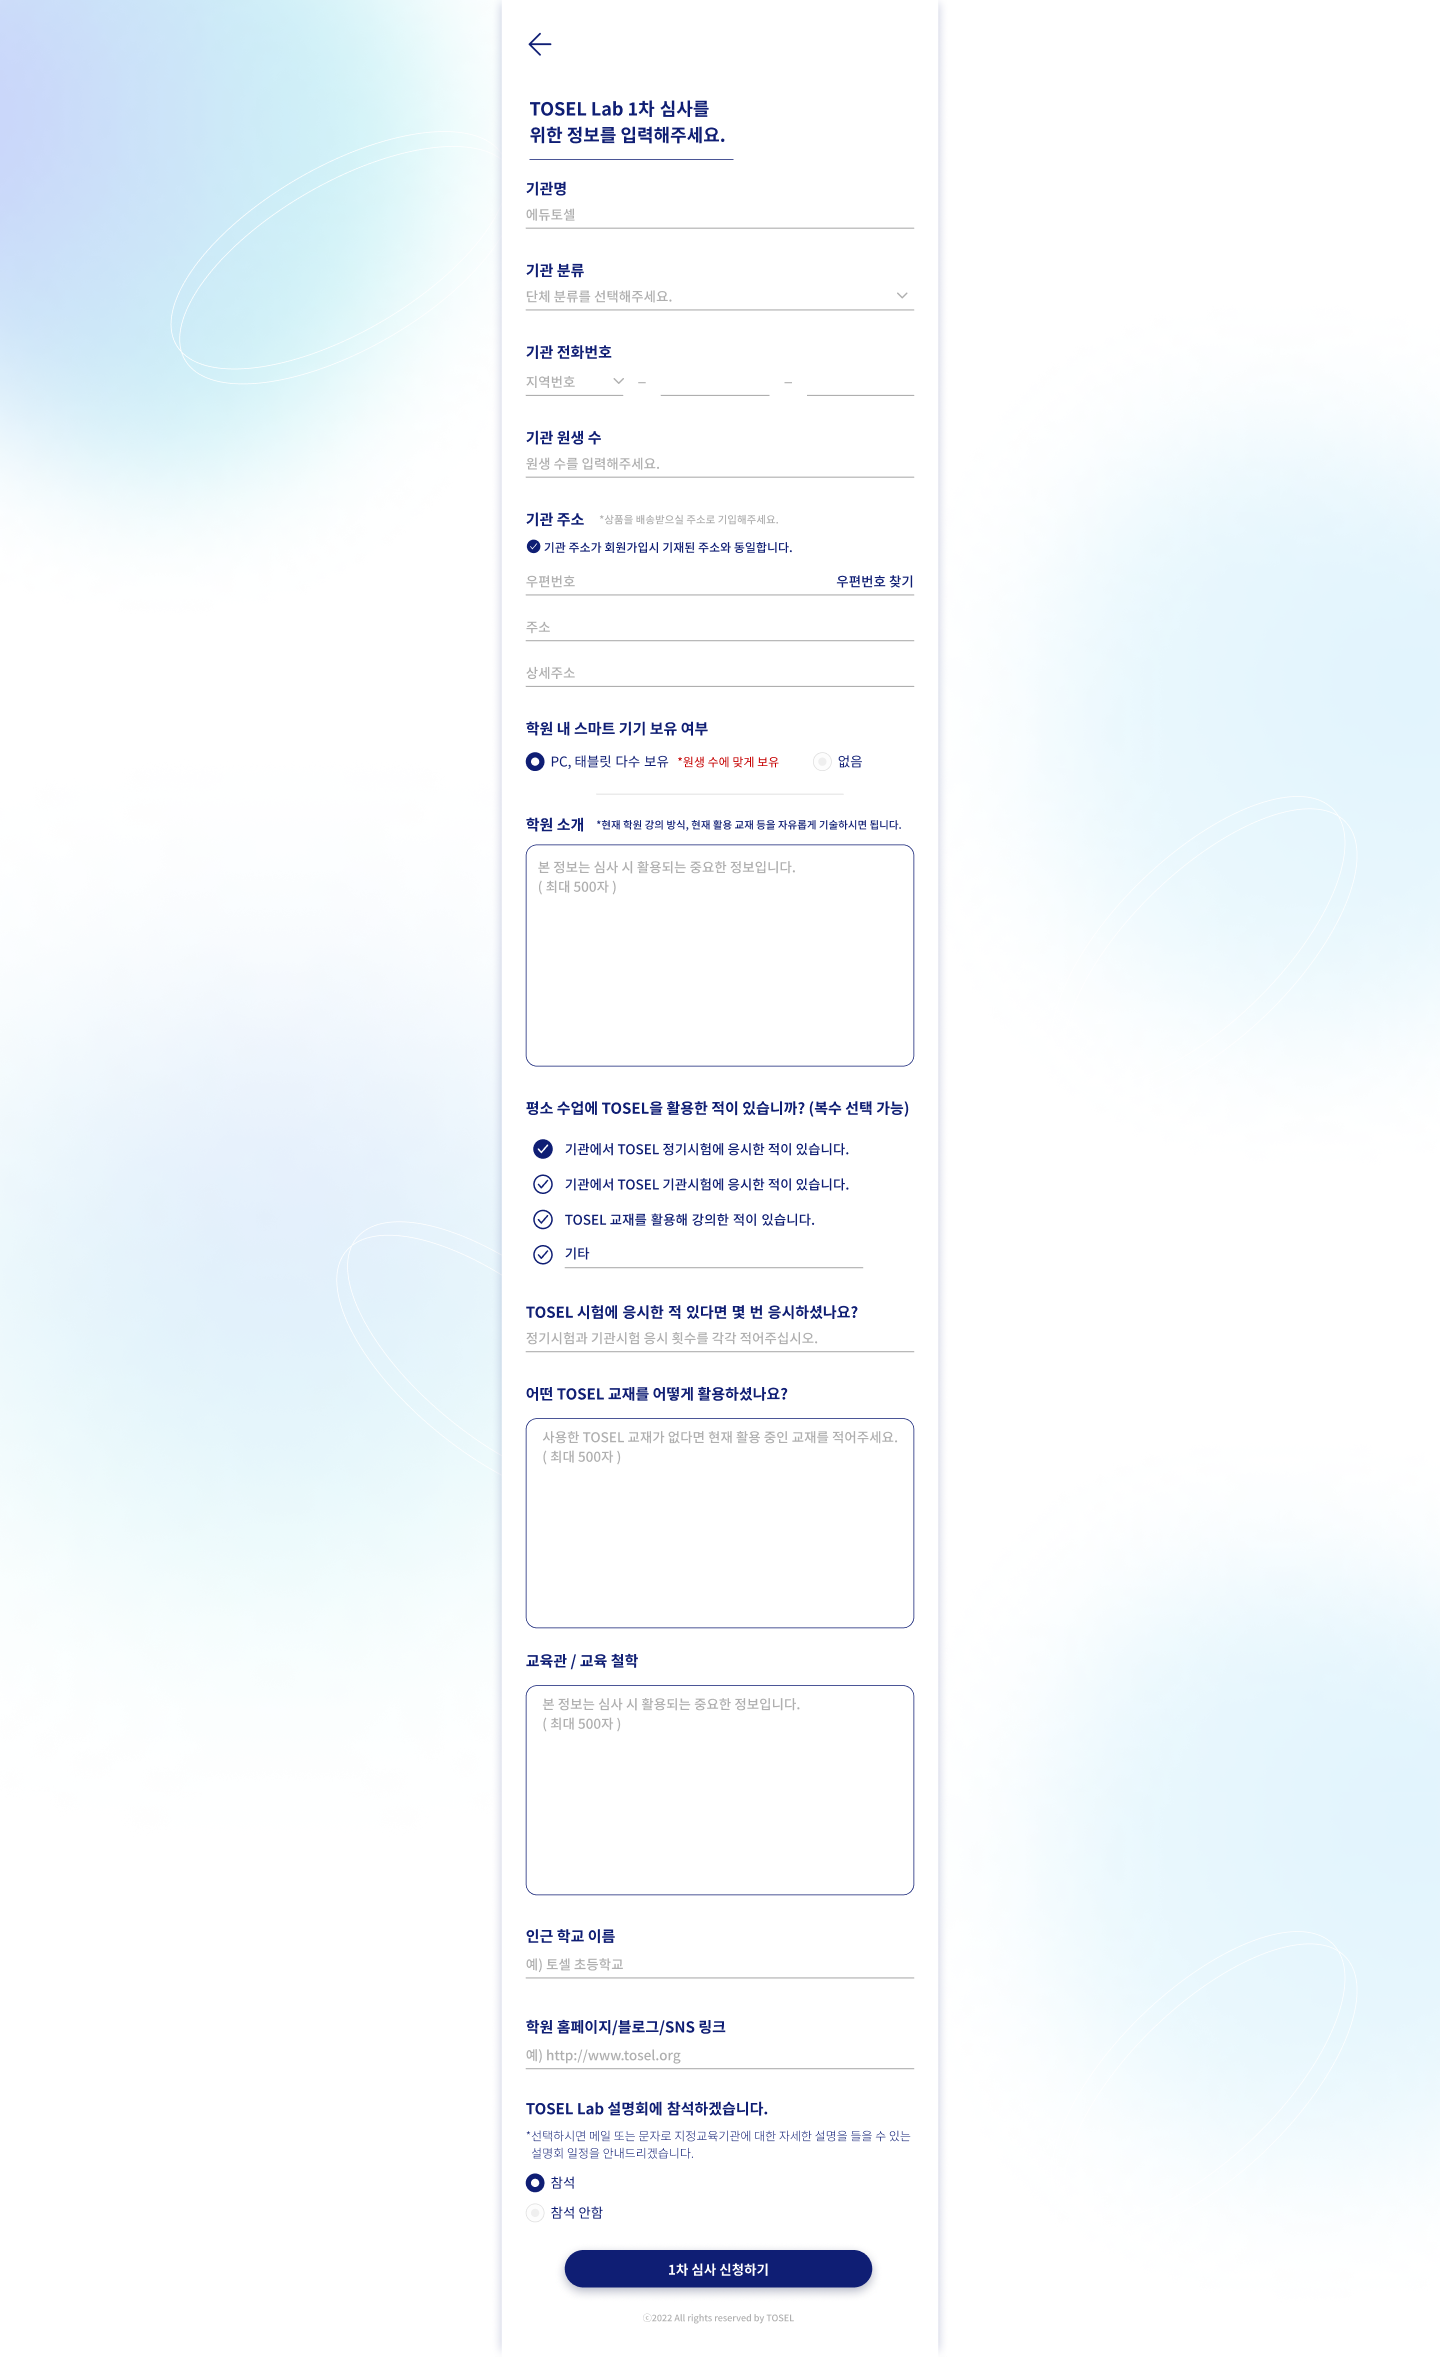 TOSEL Lab 1차 심사를
위한 정보를 입력해주세요.
기관명
에듀토셀
기관 분류
단체 분류를 선택해주세요.
기관 전화번호
지역번호 – –
기관 원생 수
원생 수를 입력해주세요.
기관 주소 *상품을 배송받으실 주소로 기입해주세요.
기관 주소가 회원가입시 기재된 주소와 동일합니다.
우편번호 우편번호 찾기
주소
상세주소
학원 내 스마트 기기 보유 여부
PC, 태블릿 다수 보유 *원생 수에 맞게 보유 없음
학원 소개 *현재 학원 강의 방식, 현재 활용 교재 등을 자유롭게 기술하시면 됩니다.
본 정보는 심사 시 활용되는 중요한 정보입니다.
( 최대 500자 )
평소 수업에 TOSEL을 활용한 적이 있습니까? (복수 선택 가능)
기관에서 TOSEL 정기시험에 응시한 적이 있습니다.
기관에서 TOSEL 기관시험에 응시한 적이 있습니다.
TOSEL 교재를 활용해 강의한 적이 있습니다.
기타
TOSEL 시험에 응시한 적 있다면 몇 번 응시하셨나요?
정기시험과 기관시험 응시 횟수를 각각 적어주십시오.
어떤 TOSEL 교재를 어떻게 활용하셨나요?
사용한 TOSEL 교재가 없다면 현재 활용 중인 교재를 적어주세요.
( 최대 500자 )
교육관 / 교육 철학
본 정보는 심사 시 활용되는 중요한 정보입니다.
( 최대 500자 )
인근 학교 이름
예) 토셀 초등학교
학원 홈페이지/블로그/SNS 링크
예) http://www.tosel.org
TOSEL Lab 설명회에 참석하겠습니다.
*선택하시면 메일 또는 문자로 지정교육기관에 대한 자세한 설명을 들을 수 있는
설명회 일정을 안내드리겠습니다.
참석
참석 안함
1차 심사 신청하기
ⓒ2022 All rights reserved by TOSEL